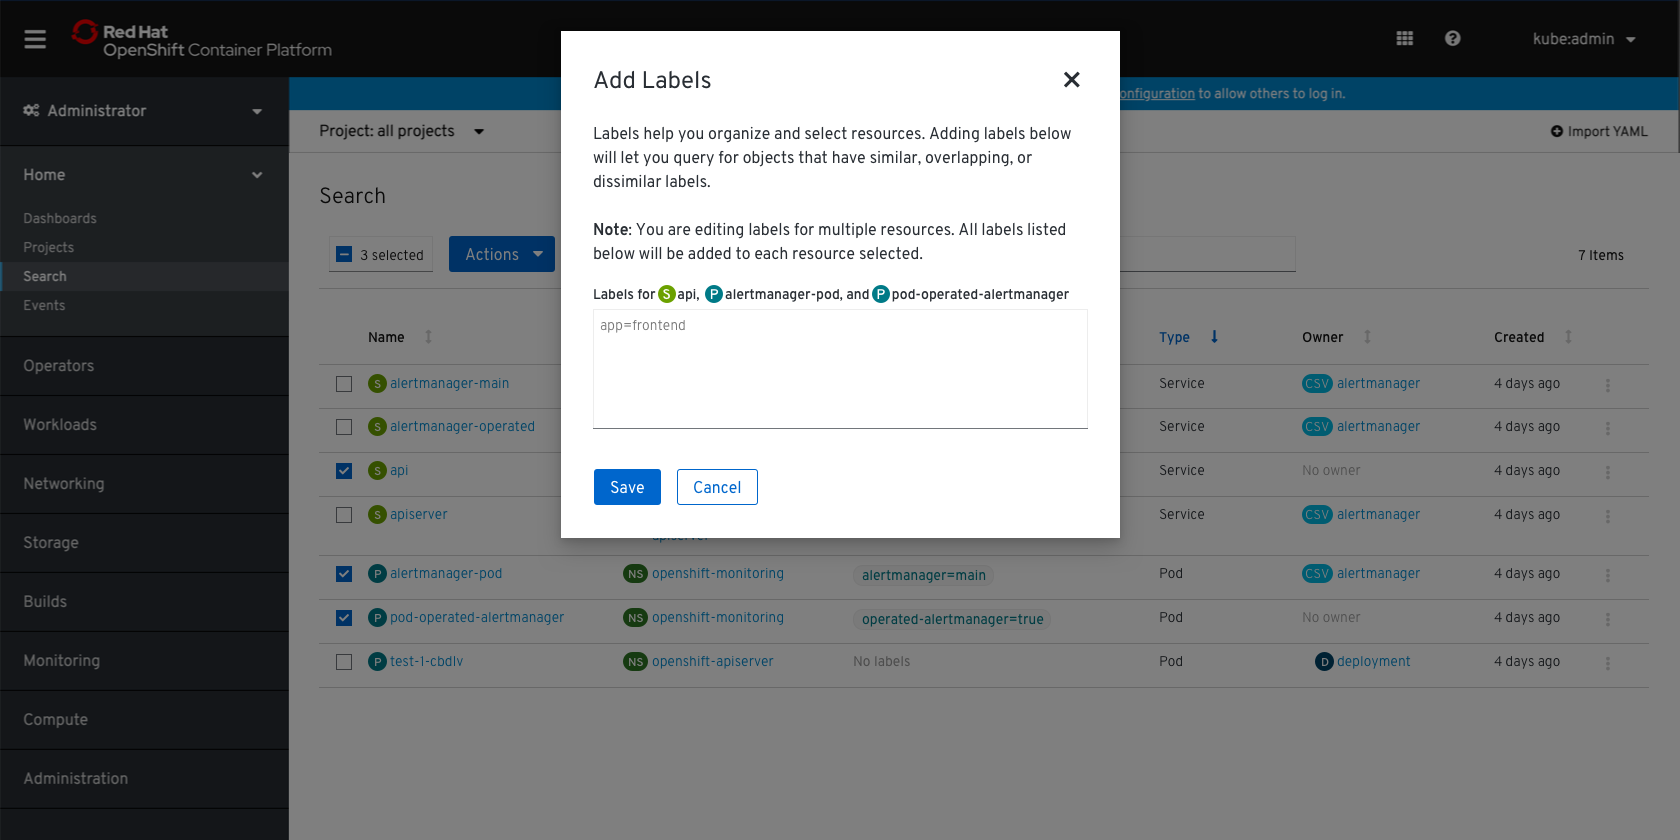 Red Hat
OpenShift Container Platform
kube:admin
Administrator
onfiguration to allow others to log in.
Project: all projects
Import YAML
Home
Dashboards
Projects
Search
Events
Operators
Workloads
Networking
Storage
Builds
Monitoring
Compute
Administration
Search
3 selected
Actions
7 Items
Name
Type
Owner
Created
S alertmanager-main
Service
CSV alertmanager
4 days ago
S alertmanager-operated
Service
CSV alertmanager
4 days ago
S api
Service
No owner
4 days ago
S apiserver
Service
CSV alertmanager
4 days ago
P alertmanager-pod
NS openshift-monitoring
alertmanager=main
Pod
CSV alertmanager
4 days ago
P pod-operated-alertmanager
NS openshift-monitoring
operated-alertmanager=true
Pod
No owner
4 days ago
P test-1-cbdlv
NS openshift-apiserver
No labels
Pod
D deployment
4 days ago
Add Labels
Labels help you organize and select resources. Adding labels below
will let you query for objects that have similar, overlapping, or
dissimilar labels.
Note: You are editing labels for multiple resources. All labels listed
below will be added to each resource selected.
Labels for S api, P alertmanager-pod, and P pod-operated-alertmanager
app=frontend
Save
Cancel